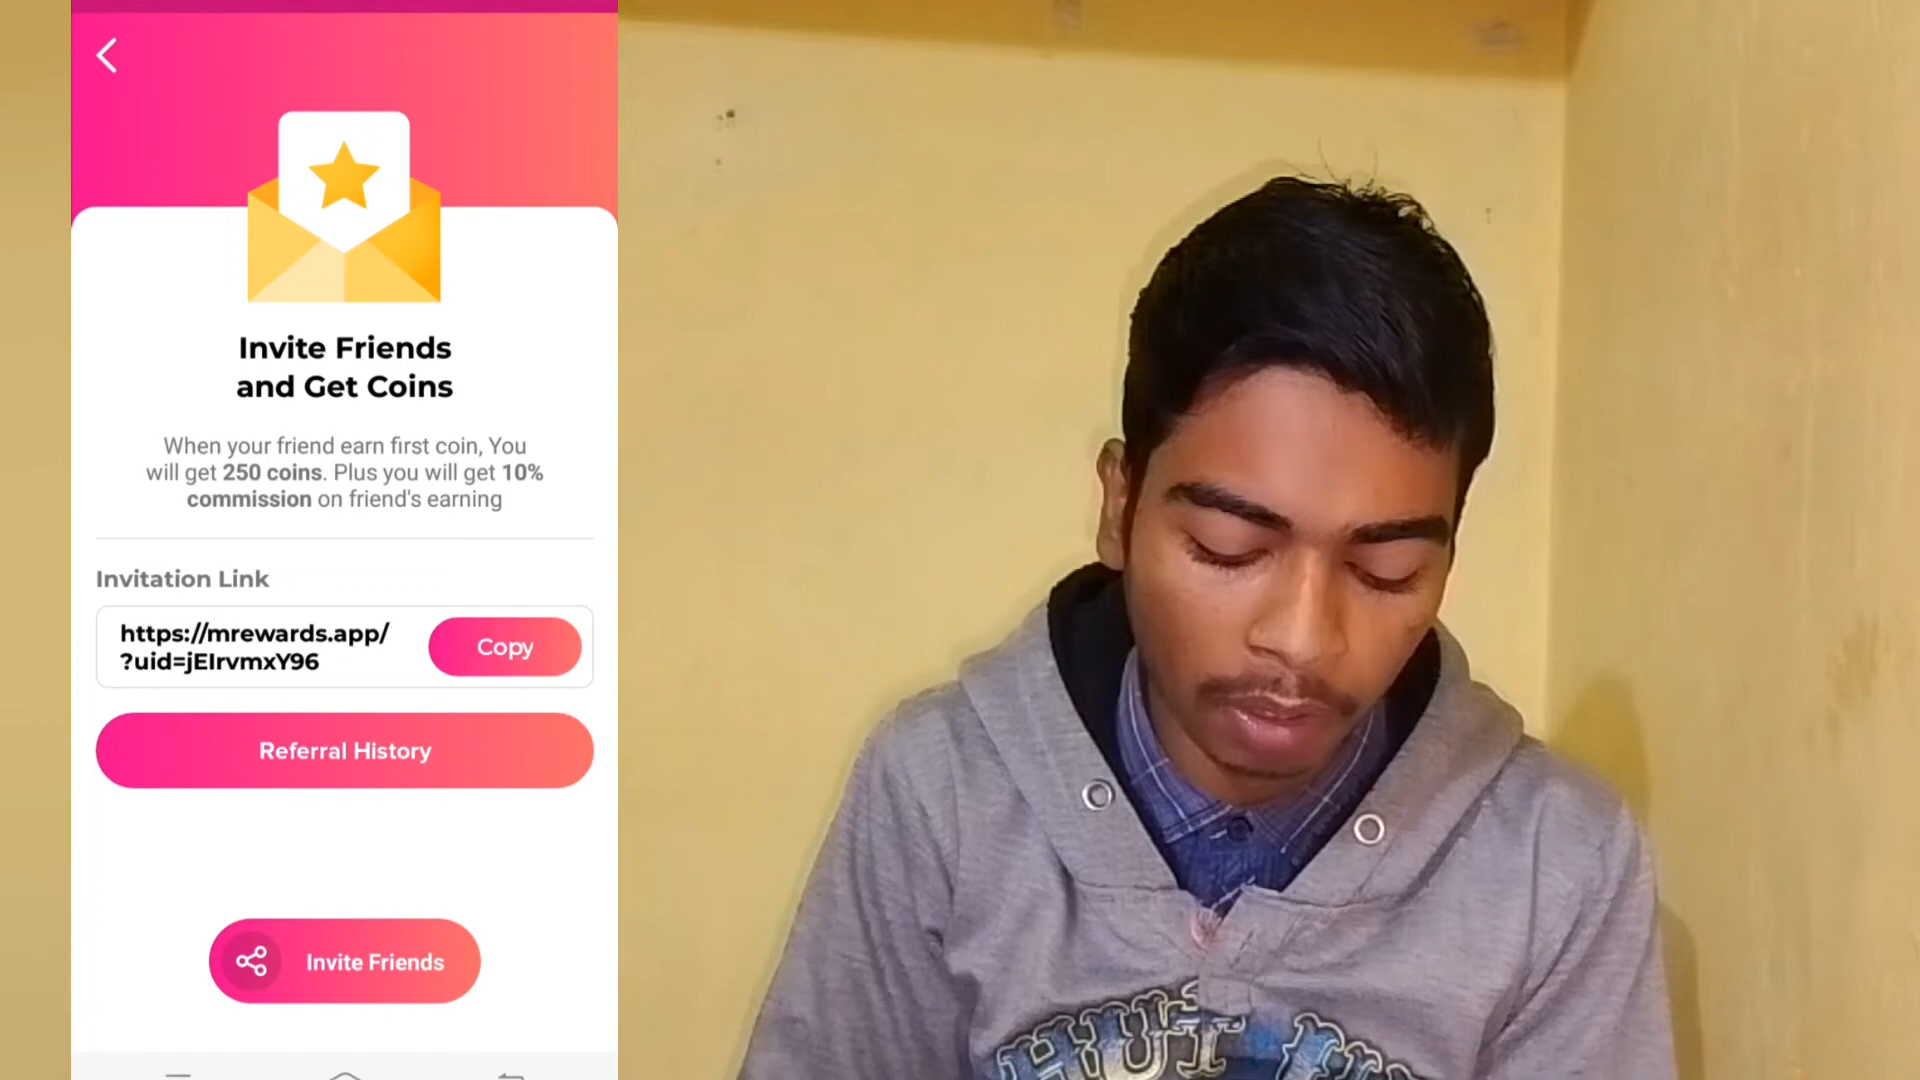 Invite Friends
and Get Coins
When your friend earn first coin, You
will get 250 coins. Plus you will get 10%
commission on friend's earning
Invitation Link
https://mrewards.app/
?uid=jEIrvmxY96
Copy
Referral History
Invite Friends